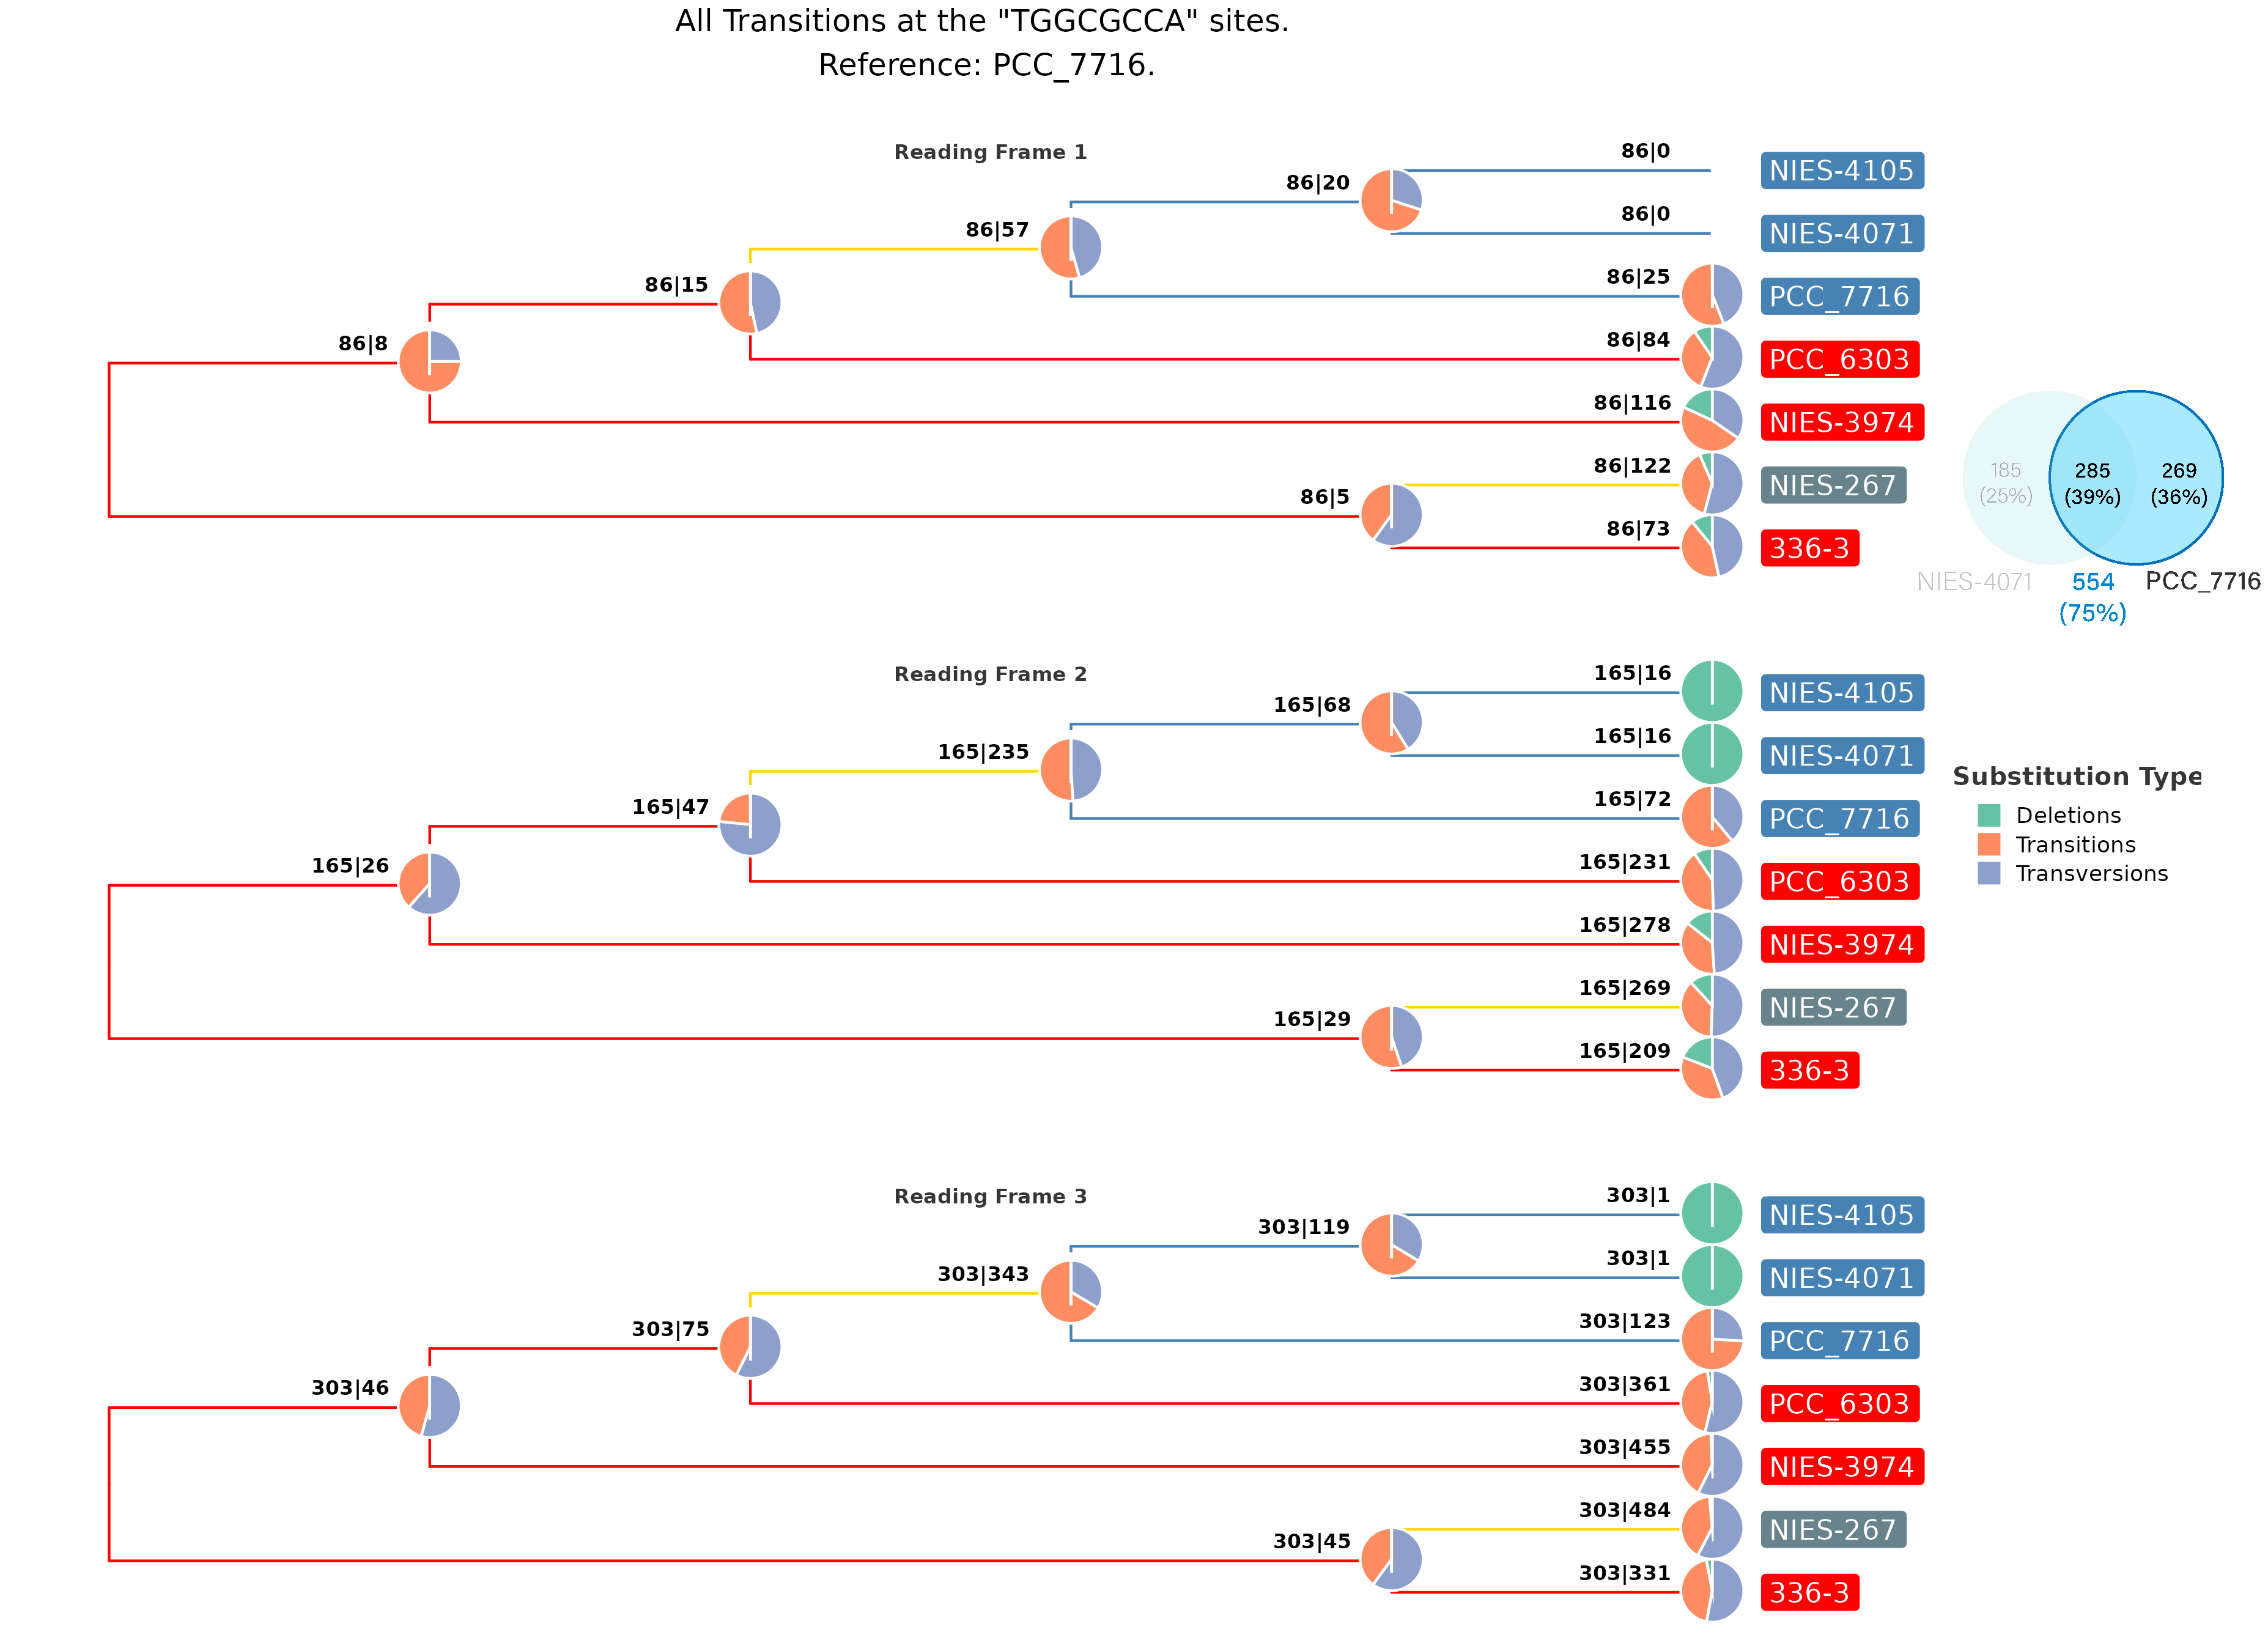 All Transitions at the "TGGCGCCA" sites.
Reference: PCC_7716.
Reading Frame 1
86|0
NIES-4105
86|20
86|0
NIES-4071
86|57
86|25
PCC_7716
86|15
86|84
PCC_6303
86|8
86|116
NIES-3974
86|122
NIES-267
86|5
86|73
336-3
185
(25%)
285
(39%)
269
(36%)
NIES-4071
554
(75%)
PCC_7716
Reading Frame 2
165|16
NIES-4105
165|68
165|16
NIES-4071
165|235
165|72
PCC_7716
165|47
165|231
PCC_6303
165|26
165|278
NIES-3974
165|269
NIES-267
165|29
165|209
336-3
Substitution Type
Deletions
Transitions
Transversions
Reading Frame 3
303|1
NIES-4105
303|119
303|1
NIES-4071
303|343
303|123
PCC_7716
303|75
303|361
PCC_6303
303|46
303|455
NIES-3974
303|484
NIES-267
303|45
303|331
336-3